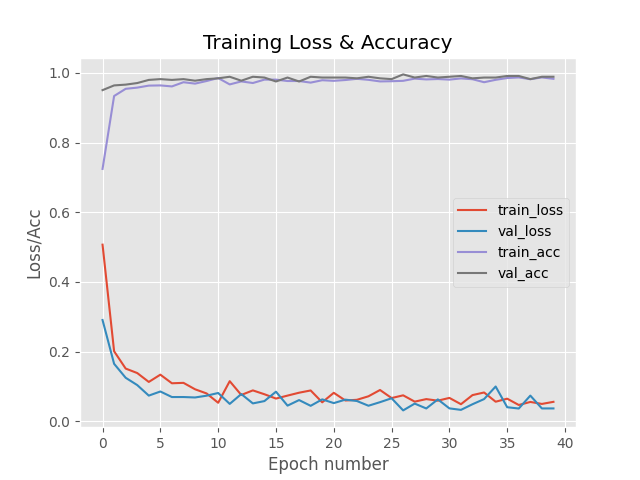 Training Loss & Accuracy
1.0
0.8
0.6
0.4
0.2
0.0
Loss/Acc
train_loss
val_loss
train_acc
val_acc
0 5 10 15 20 25 30 35 40
Epoch number